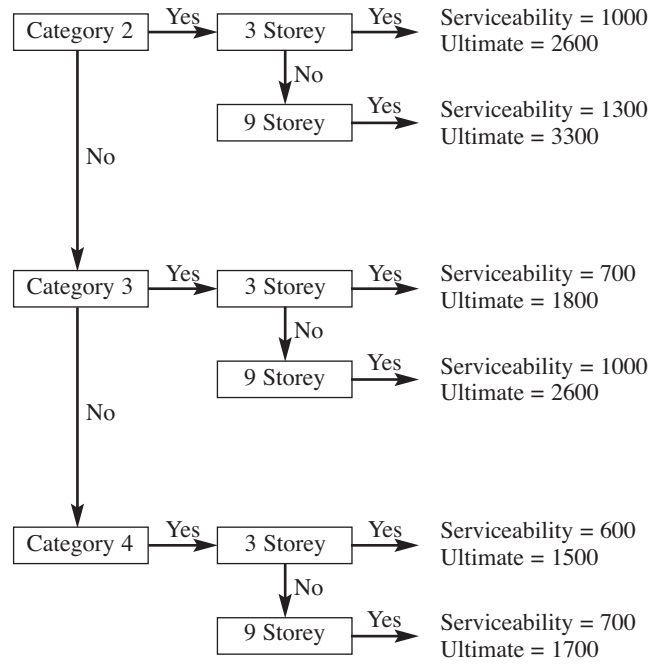 Category 2
Yes
3 Storey
Yes
Serviceability = 1000
Ultimate = 2600
No
9 Storey
Yes
Serviceability = 1300
Ultimate = 3300
No
Category 3
Yes
3 Storey
Yes
Serviceability = 700
Ultimate = 1800
No
9 Storey
Yes
Serviceability = 1000
Ultimate = 2600
No
Category 4
Yes
3 Storey
Yes
Serviceability = 600
Ultimate = 1500
No
9 Storey
Yes
Serviceability = 700
Ultimate = 1700